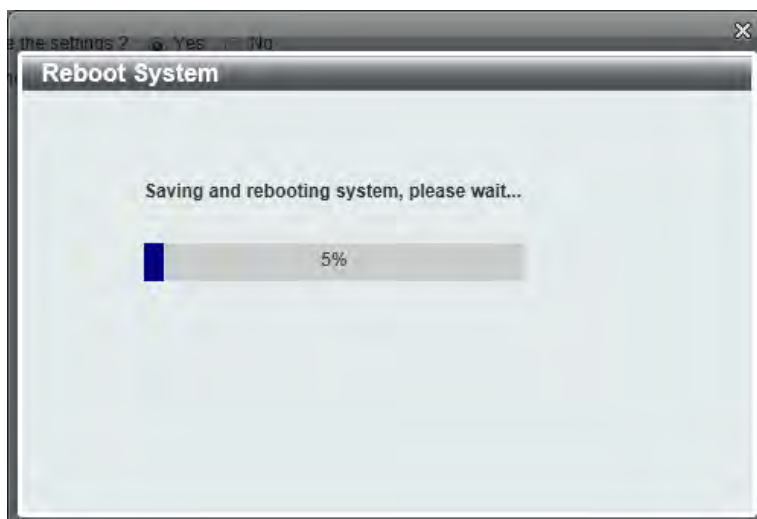 e the settings ? Yes No
Reboot System
Saving and rebooting system, please wait...
5%